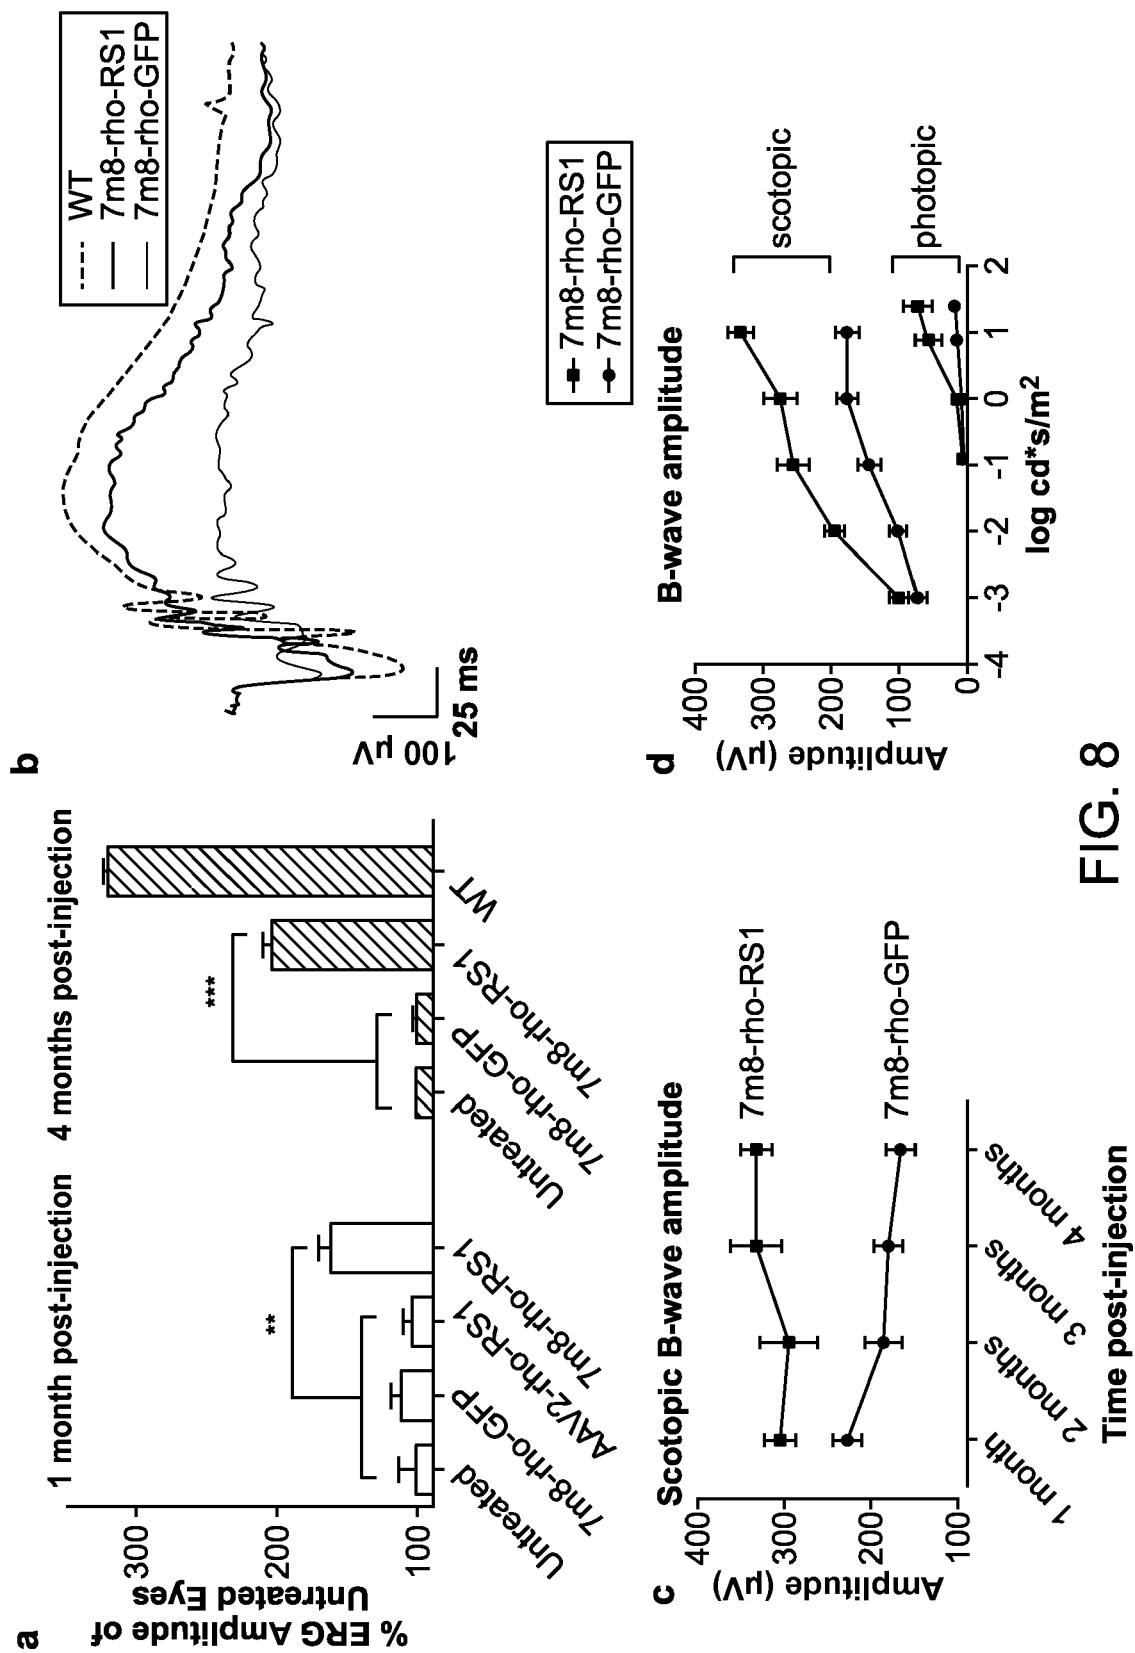 a
1 month post-injection
4 months post-injection
% ERG Amplitude of
Untreated Eyes
300
200
100
**
***
Untreated
7m8-rho-GFP
AAV2-rho-RS1
7m8-rho-RS1
Untreated
7m8-rho-GFP
7m8-rho-RS1
WT
b
WT
7m8-rho-RS1
7m8-rho-GFP
100 µV
25 ms
c
Scotopic B-wave amplitude
Amplitude (µV)
400
300
200
100
7m8-rho-RS1
7m8-rho-GFP
1 month
2 months
3 months
4 months
Time post-injection
d
B-wave amplitude
7m8-rho-RS1
7m8-rho-GFP
Amplitude (µV)
400
300
200
100
0
scotopic
photopic
-4 -3 -2 -1 0 1 2
log cd*s/m2
FIG. 8